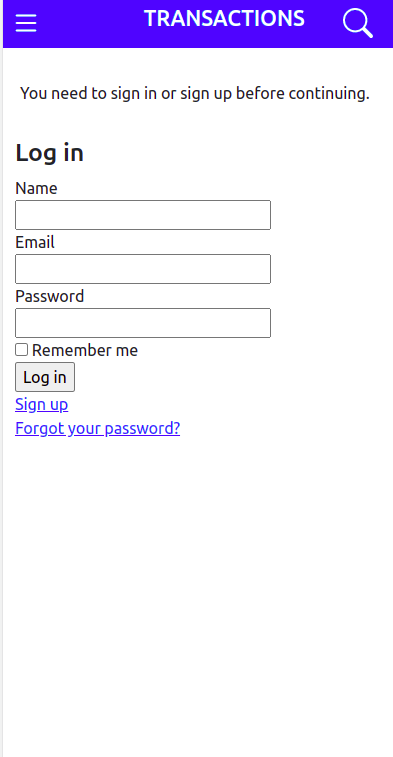 TRANSACTIONS
You need to sign in or sign up before continuing.
Log in
Name
Email
Password
Remember me
Log in
Sign up
Forgot your password?